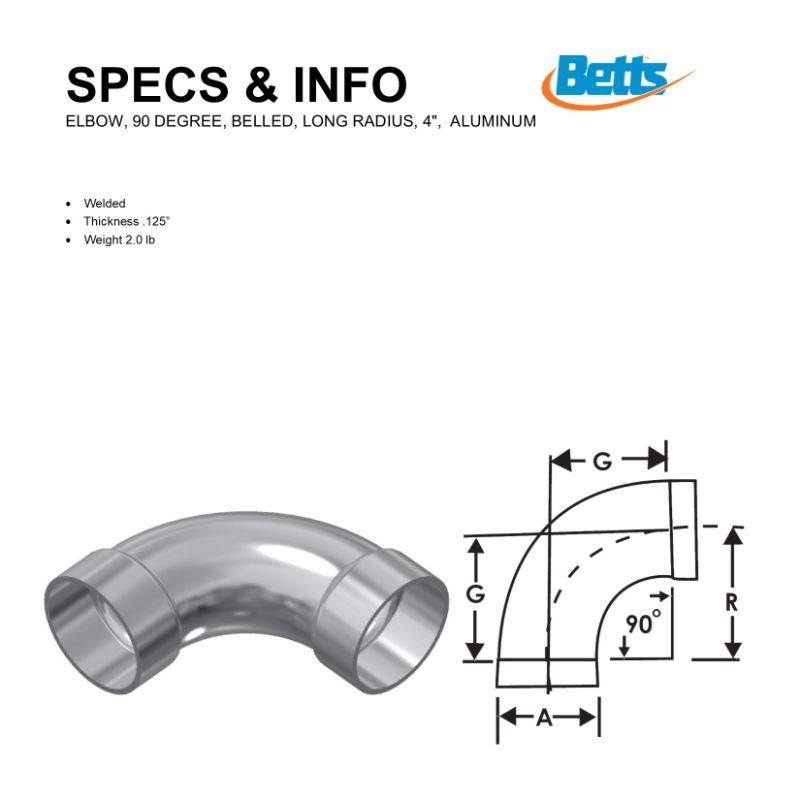 SPECS & INFO
Betts
ELBOW, 90 DEGREE, BELLED, LONG RADIUS, 4", ALUMINUM
• Welded
• Thickness .125”
• Weight 2.0 lb
G
G
90°
R
A